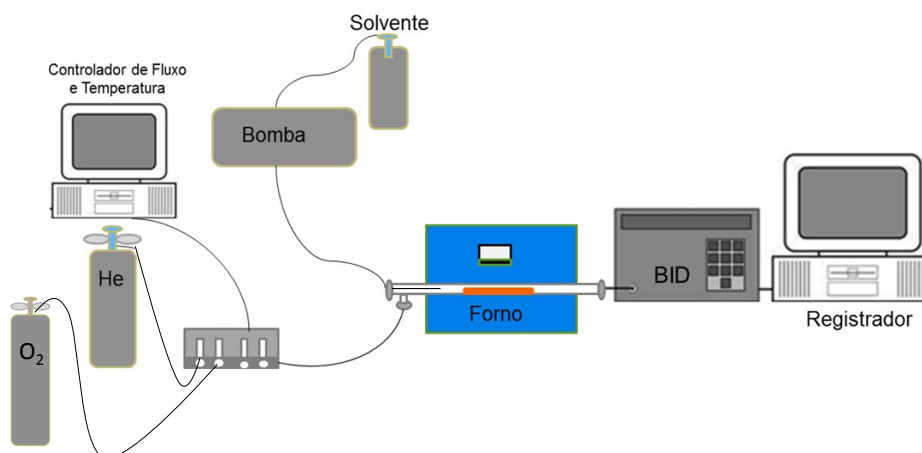 Solvente
Controlador de Fluxo
e Temperatura
Bomba
He
O₂
BID
Forno
Registrador